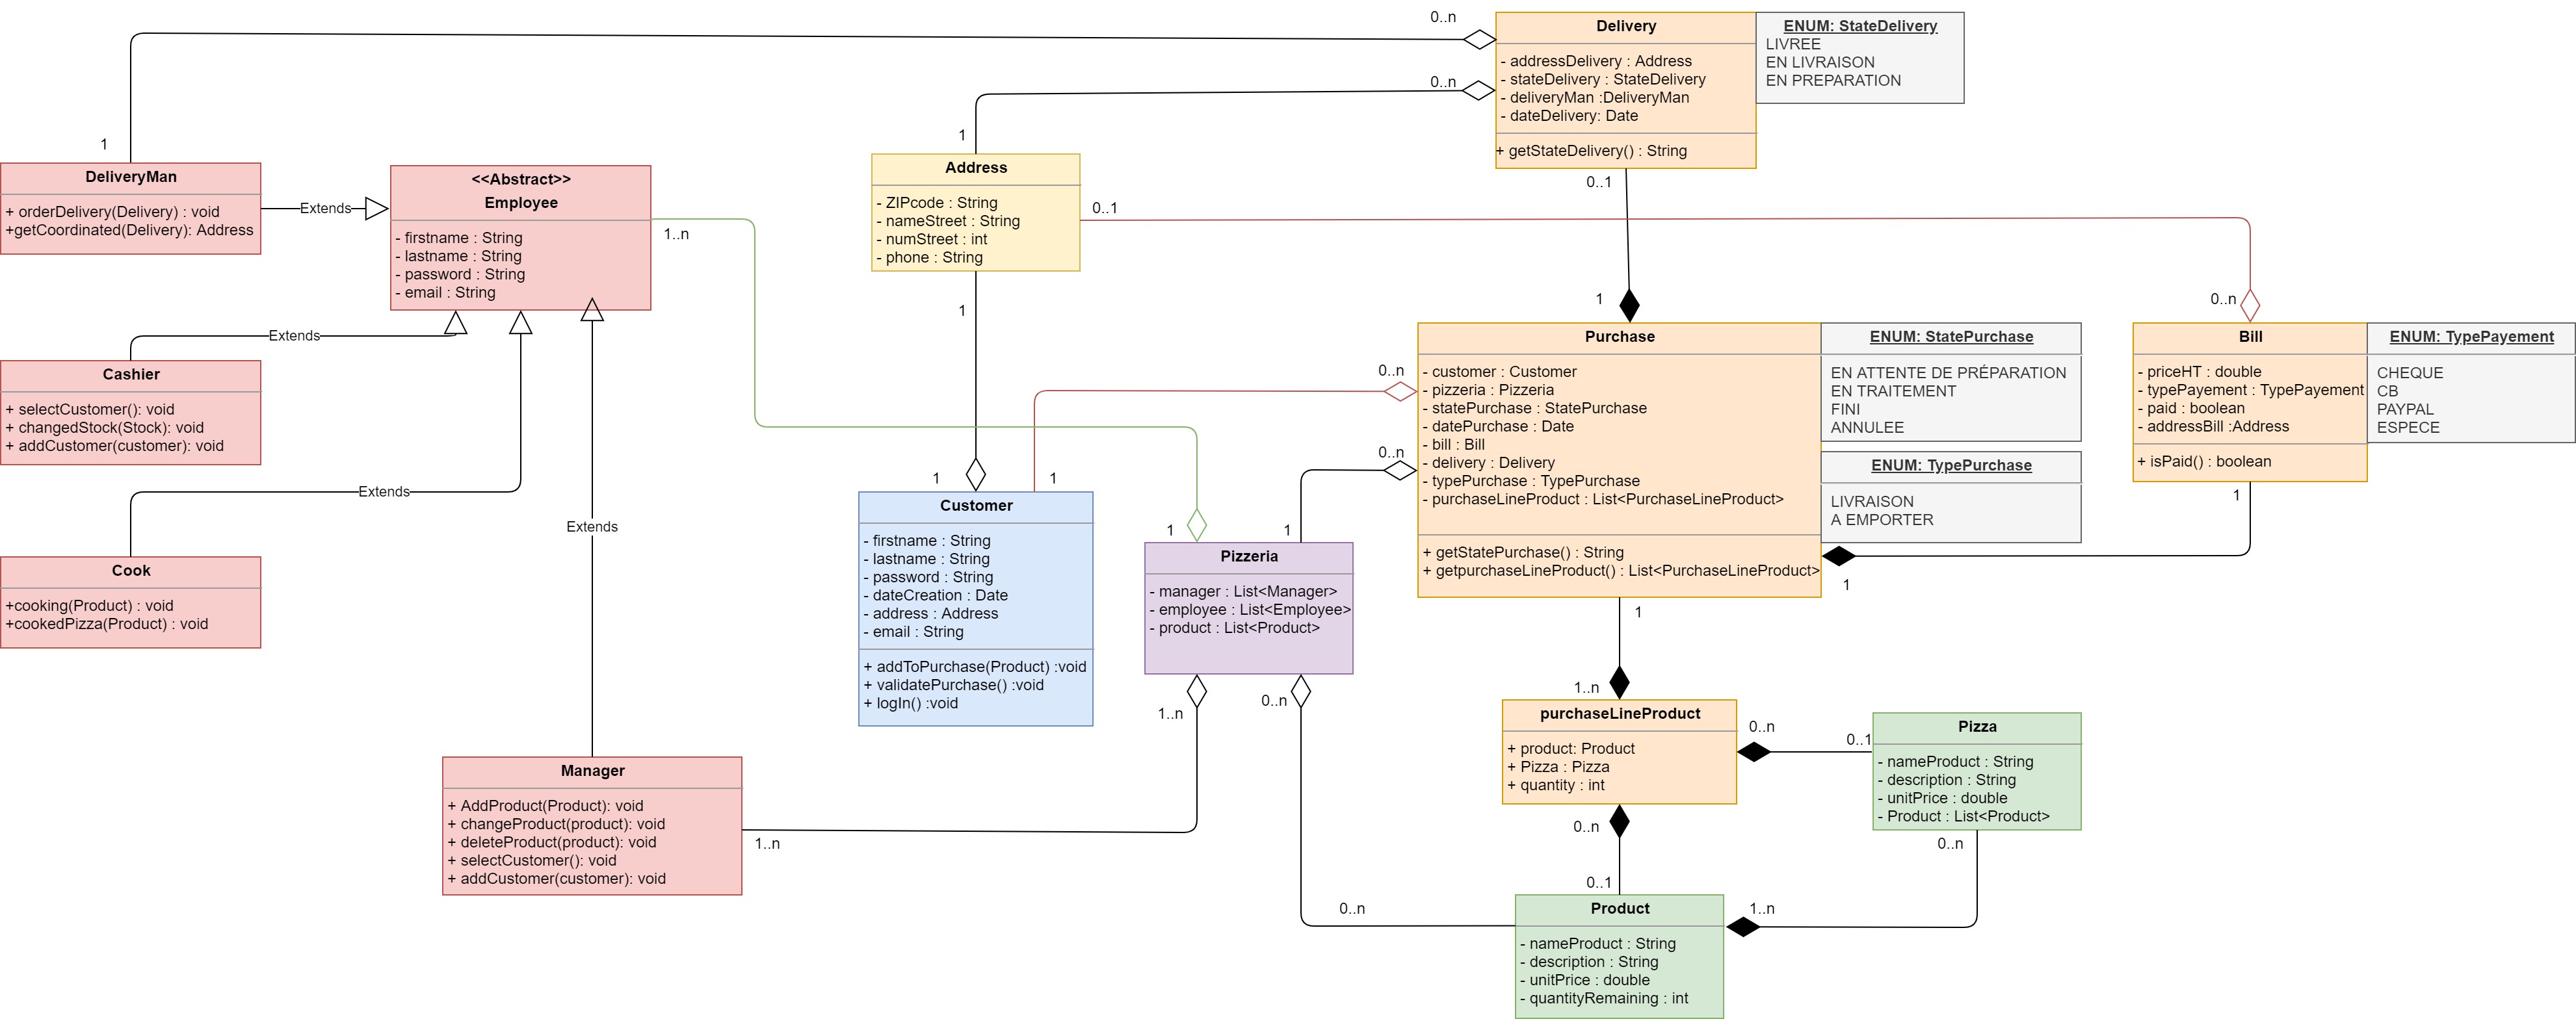 0..n
Delivery
- addressDelivery : Address
- stateDelivery : StateDelivery
- deliveryMan :DeliveryMan
- dateDelivery: Date
+ getStateDelivery() : String
ENUM: StateDelivery
LIVREE
EN LIVRAISON
EN PREPARATION
0..n
1
1
0..1
DeliveryMan
+ orderDelivery(Delivery) : void
+getCoordinated(Delivery): Address
Extends
<<Abstract>>
Employee
- firstname : String
- lastname : String
- password : String
- email : String
1..n
Address
- ZIPcode : String
- nameStreet : String
- numStreet : int
- phone : String
0..1
1
1
0..n
Extends
Cashier
+ selectCustomer(): void
+ changedStock(Stock): void
+ addCustomer(customer): void
Extends
Cook
+cooking(Product) : void
+cookedPizza(Product) : void
Extends
Manager
+ AddProduct(Product): void
+ changeProduct(product): void
+ deleteProduct(product): void
+ selectCustomer(): void
+ addCustomer(customer): void
1..n
1
1
Customer
- firstname : String
- lastname : String
- password : String
- dateCreation : Date
- address : Address
- email : String
+ addToPurchase(Product) :void
+ validatePurchase() :void
+ logIn() :void
1
1
Pizzeria
- manager : List<Manager>
- employee : List<Employee>
- product : List<Product>
1..n
0..n
0..n
0..n
0..n
Purchase
- customer : Customer
- pizzeria : Pizzeria
- statePurchase : StatePurchase
- datePurchase : Date
- bill : Bill
- delivery : Delivery
- typePurchase : TypePurchase
- purchaseLineProduct : List<PurchaseLineProduct>
+ getStatePurchase() : String
+ getpurchaseLineProduct() : List<PurchaseLineProduct>
ENUM: StatePurchase
EN ATTENTE DE PRÉPARATION
EN TRAITEMENT
FINI
ANNULEE
ENUM: TypePurchase
LIVRAISON
A EMPORTER
Bill
- priceHT : double
- typePayement : TypePayement
- paid : boolean
- addressBill :Address
+ isPaid() : boolean
ENUM: TypePayement
CHEQUE
CB
PAYPAL
ESPECE
1
1
1
1..n
purchaseLineProduct
+ product: Product
+ Pizza : Pizza
+ quantity : int
0..n
0..1
Pizza
- nameProduct : String
- description : String
- unitPrice : double
- Product : List<Product>
0..n
0..n
0..1
1..n
Product
- nameProduct : String
- description : String
- unitPrice : double
- quantityRemaining : int